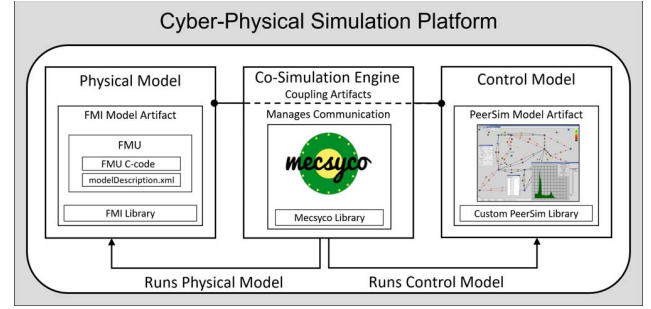 Cyber-Physical Simulation Platform
Physical Model
FMI Model Artifact
FMU
FMU C-code
modelDescription.xml
FMI Library
Co-Simulation Engine
Coupling Artifacts
Manages Communication
mecsyco
Mecsyco Library
Control Model
PeerSim Model Artifact
Custom PeerSim Library
Runs Physical Model
Runs Control Model